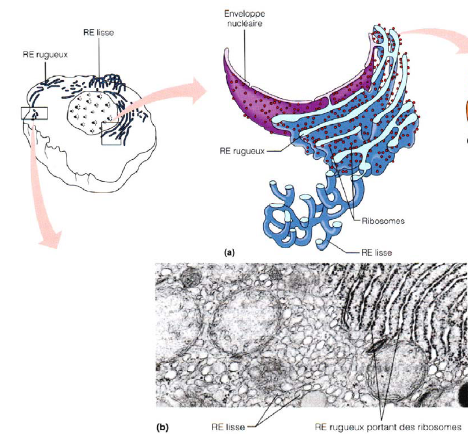 Enveloppe
nucléaire
RE lisse
RE rugueux
RE rugueux
Ribosomes
RE lisse
(a)
(b)
RE lisse
RE rugueux portant des ribosomes